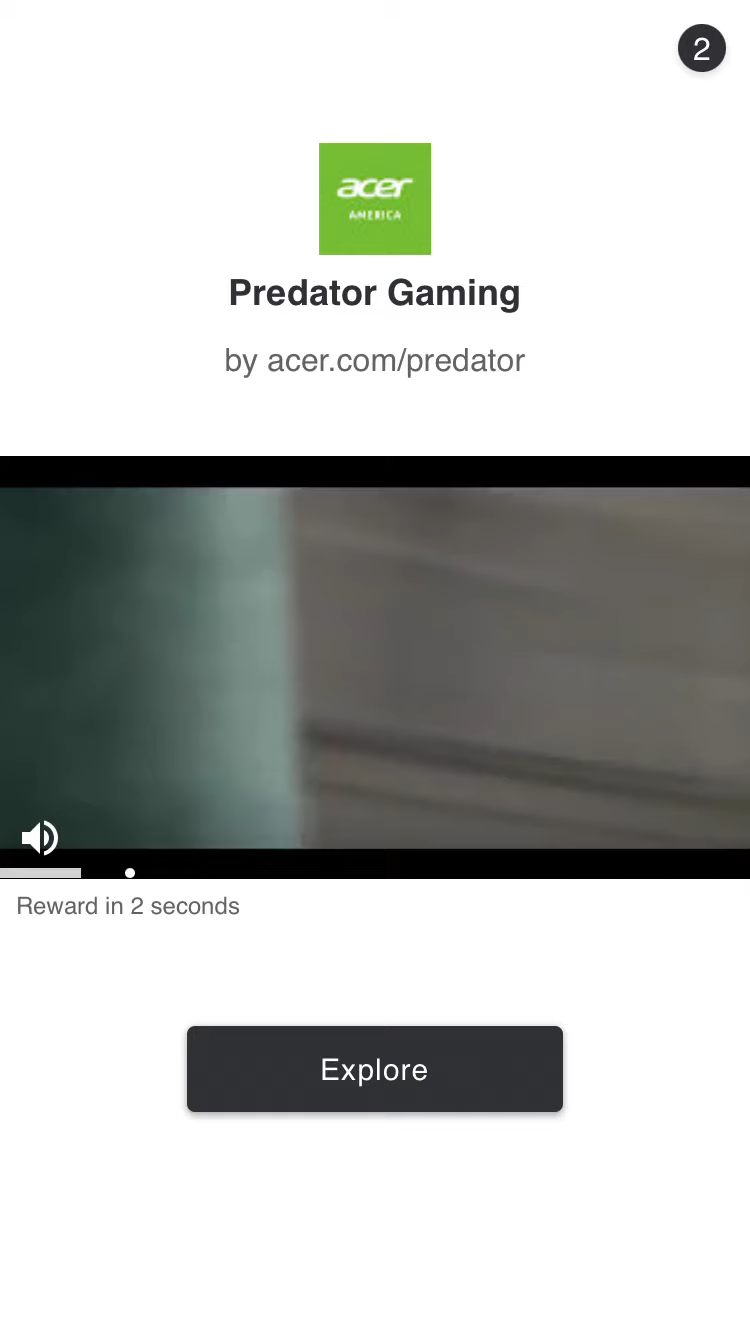 2
acer
AMERICA
Predator Gaming
by acer.com/predator
Reward in 2 seconds
Explore